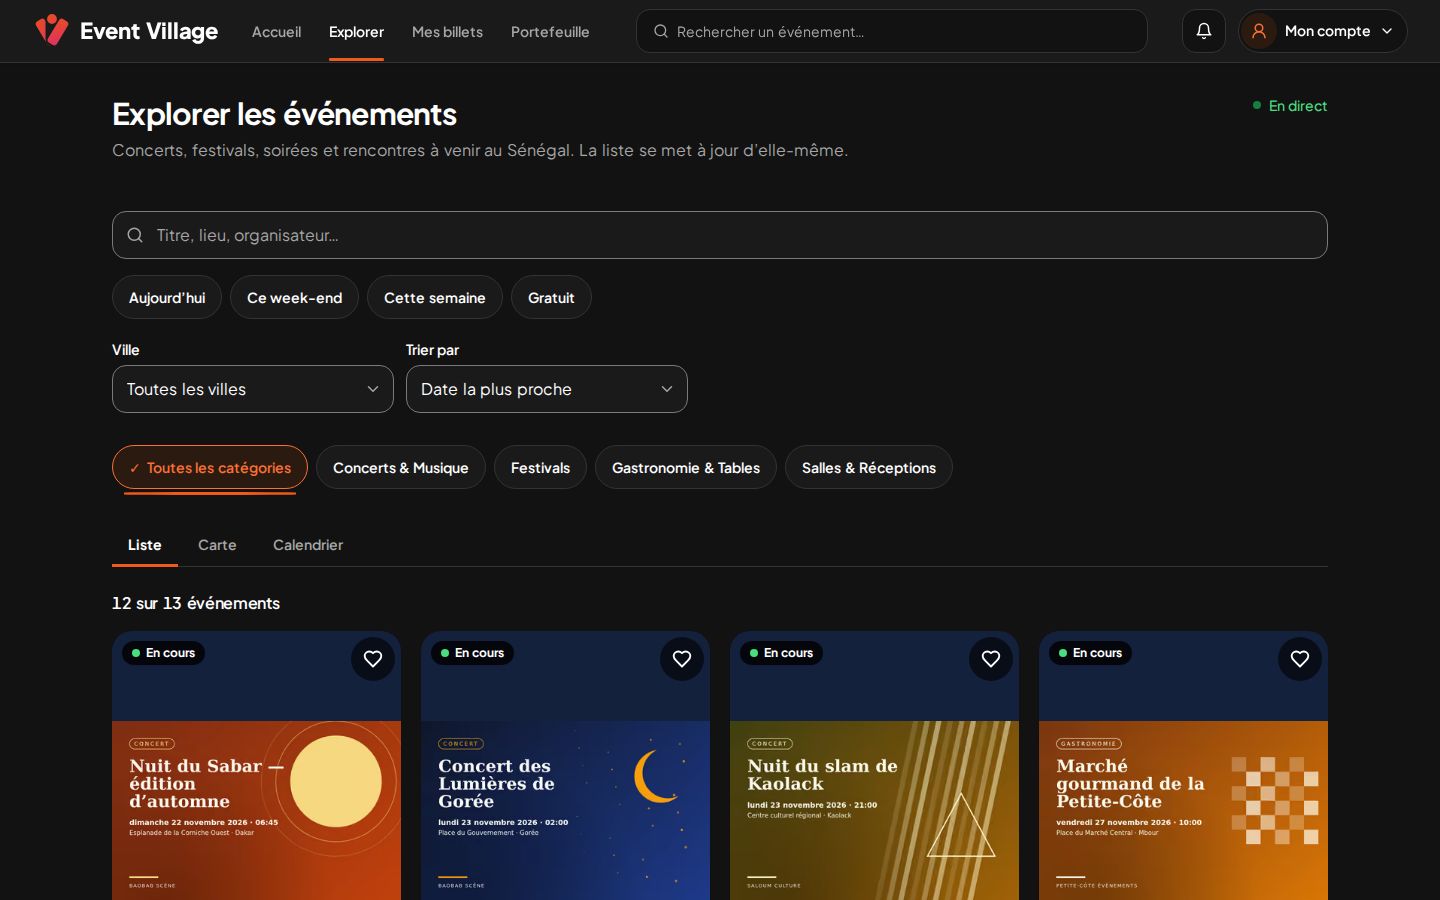 Event Village
Accueil
Explorer
Mes billets
Portefeuille
Rechercher un événement…
Mon compte
Explorer les événements
En direct
Concerts, festivals, soirées et rencontres à venir au Sénégal. La liste se met à jour d’elle-même.
Titre, lieu, organisateur…
Aujourd’hui
Ce week-end
Cette semaine
Gratuit
Ville
Trier par
Toutes les villes
Date la plus proche
✓ Toutes les catégories
Concerts & Musique
Festivals
Gastronomie & Tables
Salles & Réceptions
Liste
Carte
Calendrier
12 sur 13 événements
En cours
CONCERT
Nuit du Sabar —
édition
d’automne
dimanche 22 novembre 2026 · 06:45
Esplanade de la Corniche Ouest · Dakar
BAOBAB SCÈNE
En cours
CONCERT
Concert des
Lumières de
Gorée
lundi 23 novembre 2026 · 02:00
Place du Gouvernement · Gorée
BAOBAB SCÈNE
En cours
CONCERT
Nuit du slam de
Kaolack
lundi 23 novembre 2026 · 21:00
Centre culturel régional · Kaolack
SALOUM CULTURE
En cours
GASTRONOMIE
Marché
gourmand de la
Petite-Côte
vendredi 27 novembre 2026 · 10:00
Place du Marché Central · Mbour
PETITE-CÔTE ÉVÉNEMENTS